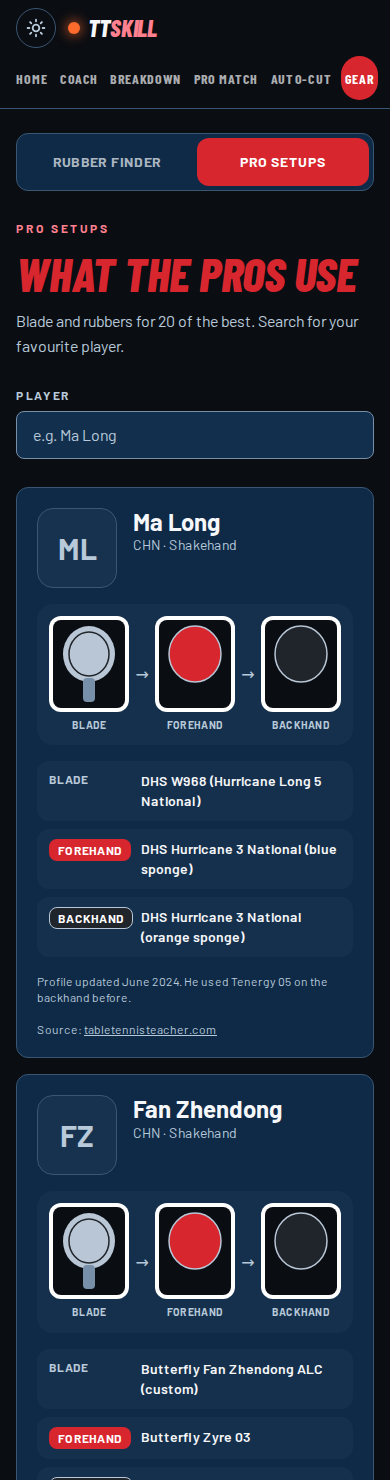 TTSKILL
HOME COACH BREAKDOWN PRO MATCH AUTO-CUT GEAR
RUBBER FINDER PRO SETUPS
PRO SETUPS
WHAT THE PROS USE
Blade and rubbers for 20 of the best. Search for your
favourite player.
PLAYER
e.g. Ma Long
ML
Ma Long
CHN · Shakehand
→ →
BLADE FOREHAND BACKHAND
BLADE DHS W968 (Hurricane Long 5
National)
FOREHAND DHS Hurricane 3 National (blue
sponge)
BACKHAND DHS Hurricane 3 National
(orange sponge)
Profile updated June 2024. He used Tenergy 05 on the
backhand before.
Source: tabletennisteacher.com
FZ
Fan Zhendong
CHN · Shakehand
→ →
BLADE FOREHAND BACKHAND
BLADE Butterfly Fan Zhendong ALC
(custom)
FOREHAND Butterfly Zyre 03